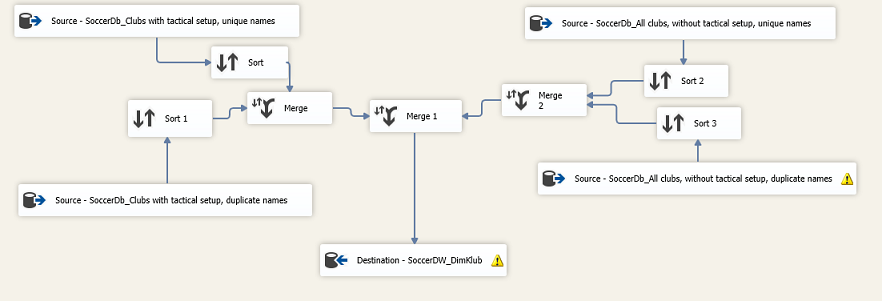 Source - SoccerDb_Clubs with tactical setup, unique names
Source - SoccerDb_All clubs, without tactical setup, unique names
Sort
Sort 2
Merge
Merge
2
Sort 1
Merge 1
Sort 3
Source - SoccerDb_All clubs, without tactical setup, duplicate names
Source - SoccerDb_Clubs with tactical setup, duplicate names
Destination - SoccerDW_DimKlub